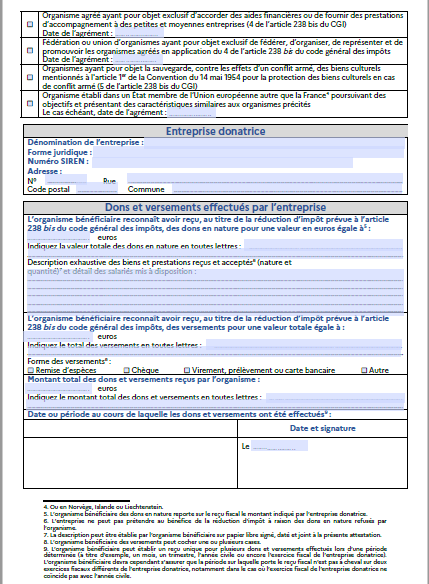 Organisme agréé ayant pour objet exclusif d'accorder des aides financières ou de fournir des prestations
d'accompagnement à des petites et moyennes entreprises (4 de l'article 238 bis du CGI)
Date de l'agrément :
Fédération ou union d'organismes ayant pour objet exclusif de fédérer, d'organiser, de représenter et de
promouvoir les organismes agréés en application du 4 de l'article 238 bis du code général des impôts
Date de l'agrément :
Organismes ayant pour objet la sauvegarde, contre les effets d'un conflit armé, des biens culturels
mentionnés à l'article 1er de la Convention du 14 mai 1954 pour la protection des biens culturels en cas
de conflit armé (5 de l'article 238 bis du CGI)
Organisme établi dans un Etat membre de l'Union européenne autre que la France⁴ poursuivant des
objectifs et présentant des caractéristiques similaires aux organismes précités
Le cas échéant, date de l'agrément :
Entreprise donatrice
Dénomination de l'entreprise :
Forme juridique :
Numéro SIREN :
Adresse :
N° Rue
Code postal Commune
Dons et versements effectués par l'entreprise
L'organisme bénéficiaire reconnaît avoir reçu, au titre de la réduction d'impôt prévue à l'article
238 bis du code général des impôts, des dons en nature pour une valeur en euros égale à⁵ :
euros
Indiquez la valeur totale des dons en nature en toutes lettres :
Description exhaustive des biens et prestations reçus et acceptés⁶ (nature et
quantité)⁷ et détail des salariés mis à disposition :
L'organisme bénéficiaire reconnaît avoir reçu, au titre de la réduction d'impôt prévue à l'article
238 bis du code général des impôts, des versements pour une valeur totale égale à :
euros
Indiquez le total des versements en toutes lettres :
Forme des versements⁸ :
Remise d'espèces Chèque Virement, prélèvement ou carte bancaire Autre
Montant total des dons et versements reçus par l'organisme :
euros
Indiquez le montant total des dons et versements en toutes lettres :
Date ou période au cours de laquelle les dons et versements ont été effectués⁹ :
Date et signature
Le
4. Ou en Norvège, Islande ou Liechtenstein.
5. L'organisme bénéficiaire des dons en nature reporte sur le reçu fiscal le montant indiqué par l'entreprise donatrice.
6. L'entreprise ne peut pas prétendre au bénéfice de la réduction d'impôt à raison des dons en nature refusés par
l'organisme.
7. La description peut être établie par l'organisme bénéficiaire sur papier libre signé, daté et joint à la présente attestation.
8. L'organisme bénéficiaire des versements peut cocher une ou plusieurs cases.
9. L'organisme bénéficiaire peut établir un reçu unique pour plusieurs dons et versements effectués lors d'une période
déterminée (à titre d'exemple, un mois, un trimestre, l'année civile ou encore l'exercice fiscal de l'entreprise donatrice).
L'organisme bénéficiaire devra cependant s'assurer que la période sur laquelle porte le reçu fiscal n'est pas à cheval sur deux
exercices fiscaux différents de l'entreprise donatrice, notamment dans le cas où l'exercice fiscal de l'entreprise donatrice ne
coïncide pas avec l'année civile.